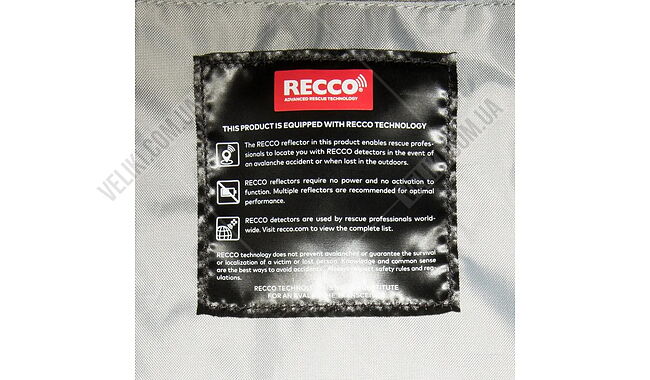 RECCO
ADVANCED RESCUE TECHNOLOGY
THIS PRODUCT IS EQUIPPED WITH RECCO TECHNOLOGY
The RECCO reflector in this product enables rescue profes-
sionals to locate you with RECCO detectors in the event of
an avalanche accident or when lost in the outdoors.
RECCO reflectors require no power and no activation to
function. Multiple reflectors are recommended for optimal
performance.
RECCO detectors are used by rescue professionals world-
wide. Visit recco.com to view the complete list.
RECCO technology does not prevent avalanches or guarantee the survival
or localization of a victim or lost person. Knowledge and common sense
are the best ways to avoid accidents. Always respect safety rules and reg-
ulations.
RECCO TECHNOLOGY
FOR AN